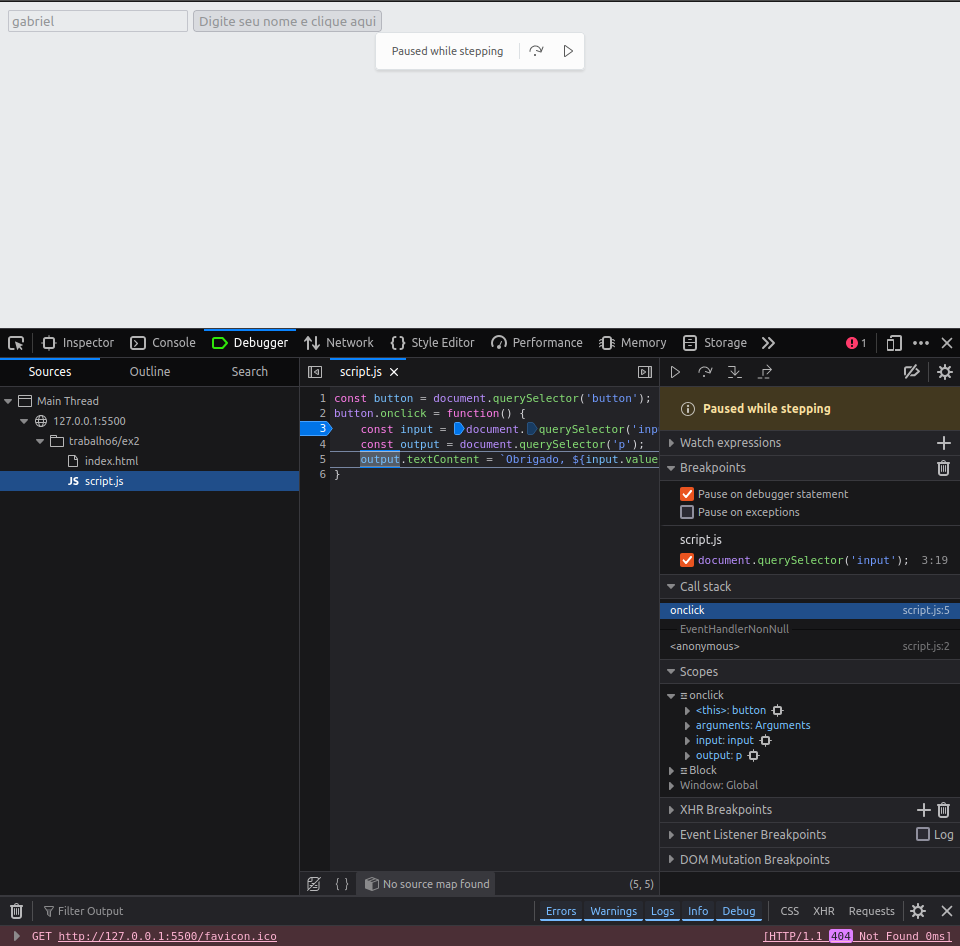 gabriel Digite seu nome e clique aqui
Paused while stepping
Inspector Console Debugger Network Style Editor Performance Memory Storage 1
Sources Outline Search
script.js
Main Thread
127.0.0.1:5500
trabalho6/ex2
index.html
JS script.js
1 const button = document.querySelector('button');
2 button.onclick = function() {
3 const input = document.querySelector('inp
4 const output = document.querySelector('p');
5 output.textContent = `Obrigado, ${input.value
6 }
No source map found (5, 5)
Paused while stepping
Watch expressions
Breakpoints
Pause on debugger statement
Pause on exceptions
script.js
document.querySelector('input'); 3:19
Call stack
onclick script.js:5
EventHandlerNonNull
<anonymous> script.js:2
Scopes
onclick
<this>: button
arguments: Arguments
input: input
output: p
Block
Window: Global
XHR Breakpoints
Event Listener Breakpoints Log
DOM Mutation Breakpoints
Filter Output Errors Warnings Logs Info Debug CSS XHR Requests
GET http://127.0.0.1:5500/favicon.ico [HTTP/1.1 404 Not Found 0ms]